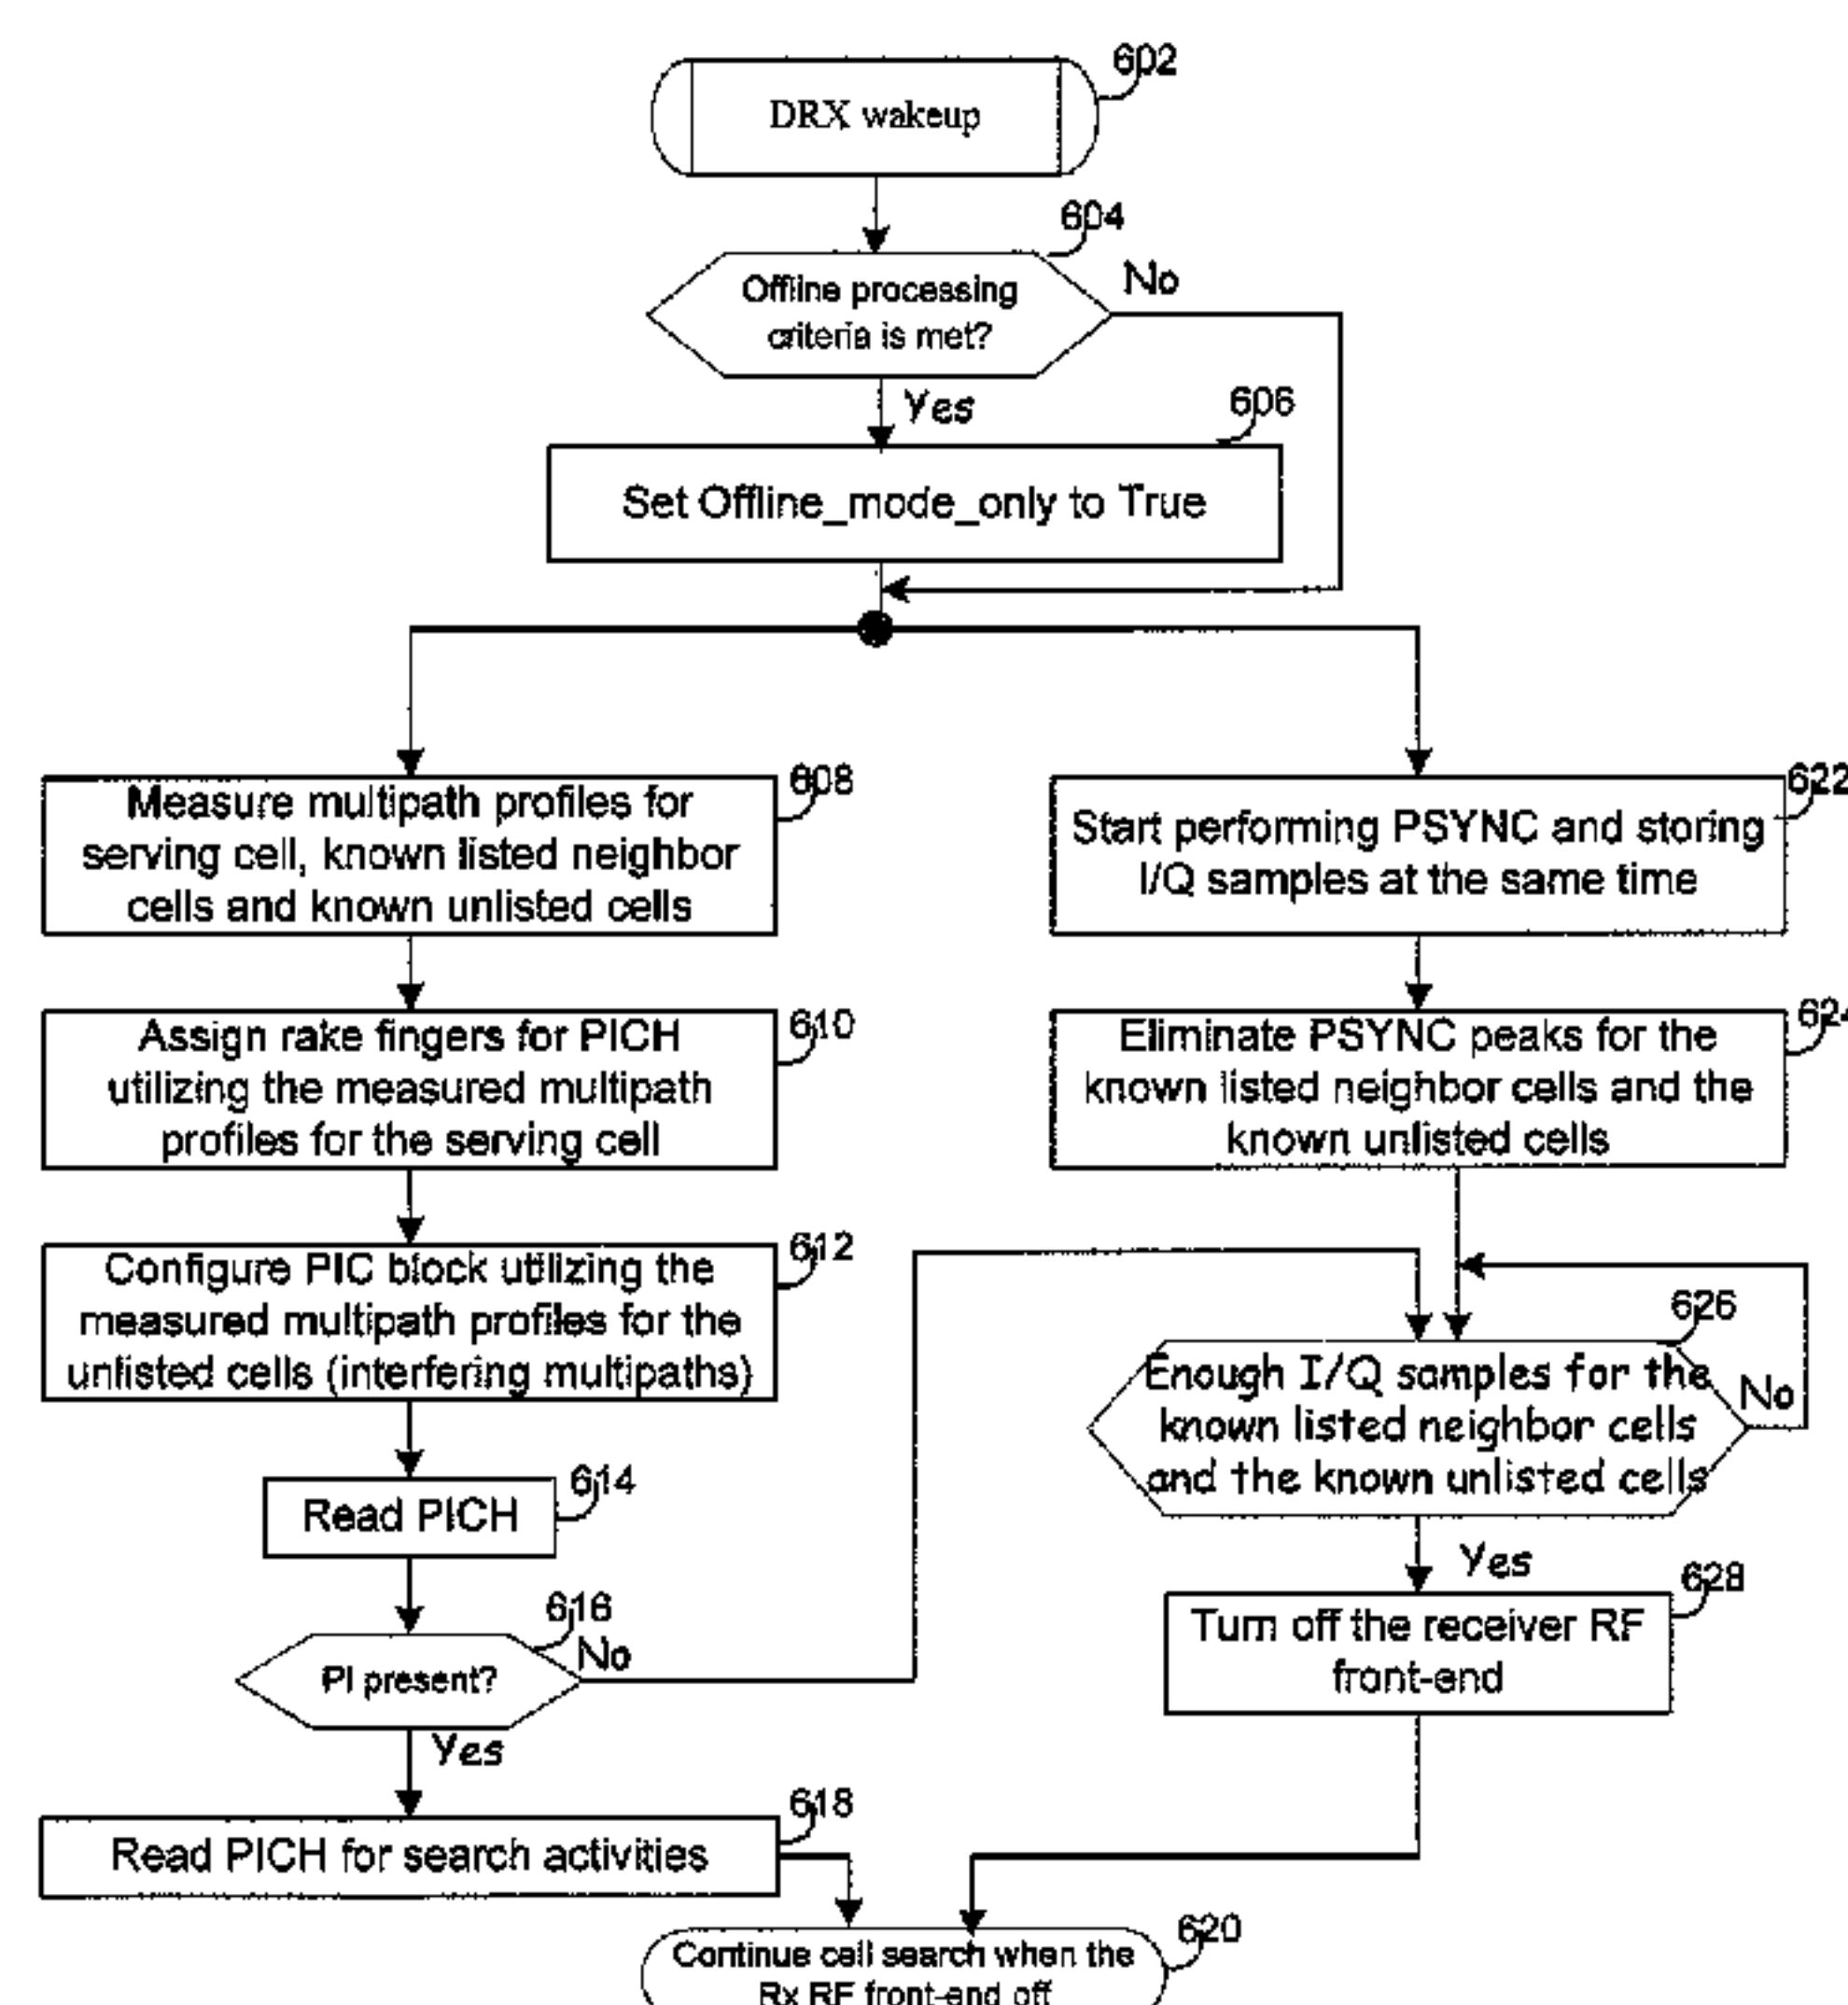 602
DRX wakeup
604
Offline processing
criteria is met?
No
Yes
606
Set Offline_mode_only to True
608
Measure multipath profiles for
serving cell, known listed neighbor
cells and known unlisted cells
622
Start performing PSYNC and storing
I/Q samples at the same time
610
Assign rake fingers for PICH
utilizing the measured multipath
profiles for the serving cell
624
Eliminate PSYNC peaks for the
known listed neighbor cells and the
known unlisted cells
612
Configure PIC block utilizing the
measured multipath profiles for the
unlisted cells (interfering multipaths)
626
Enough I/Q samples for the
known listed neighbor cells
and the known unlisted cells
No
614
Read PICH
Yes
616
PI present?
No
628
Turn off the receiver RF
front-end
Yes
618
Read PICH for search activities
620
Continue cell search when the
Rx RF front-end off